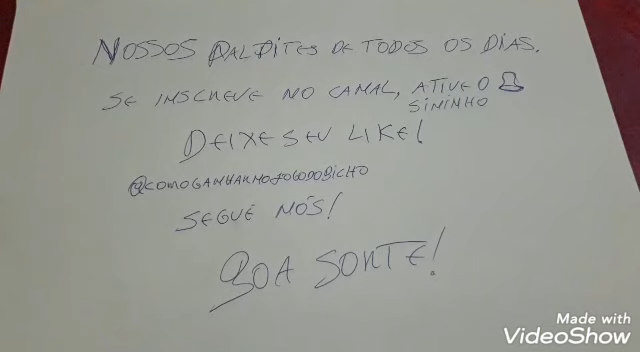 NOSSOS PALPITES DE TODOS OS DIAS.
SE INSCREVE NO CANAL, ATIVE O
SININHO
DEIXE SEU LIKE!
@COMOGANHARNOJOGODOBICHO
SEGUE NÓS!
BOA SORTE!
Made with
VideoShow